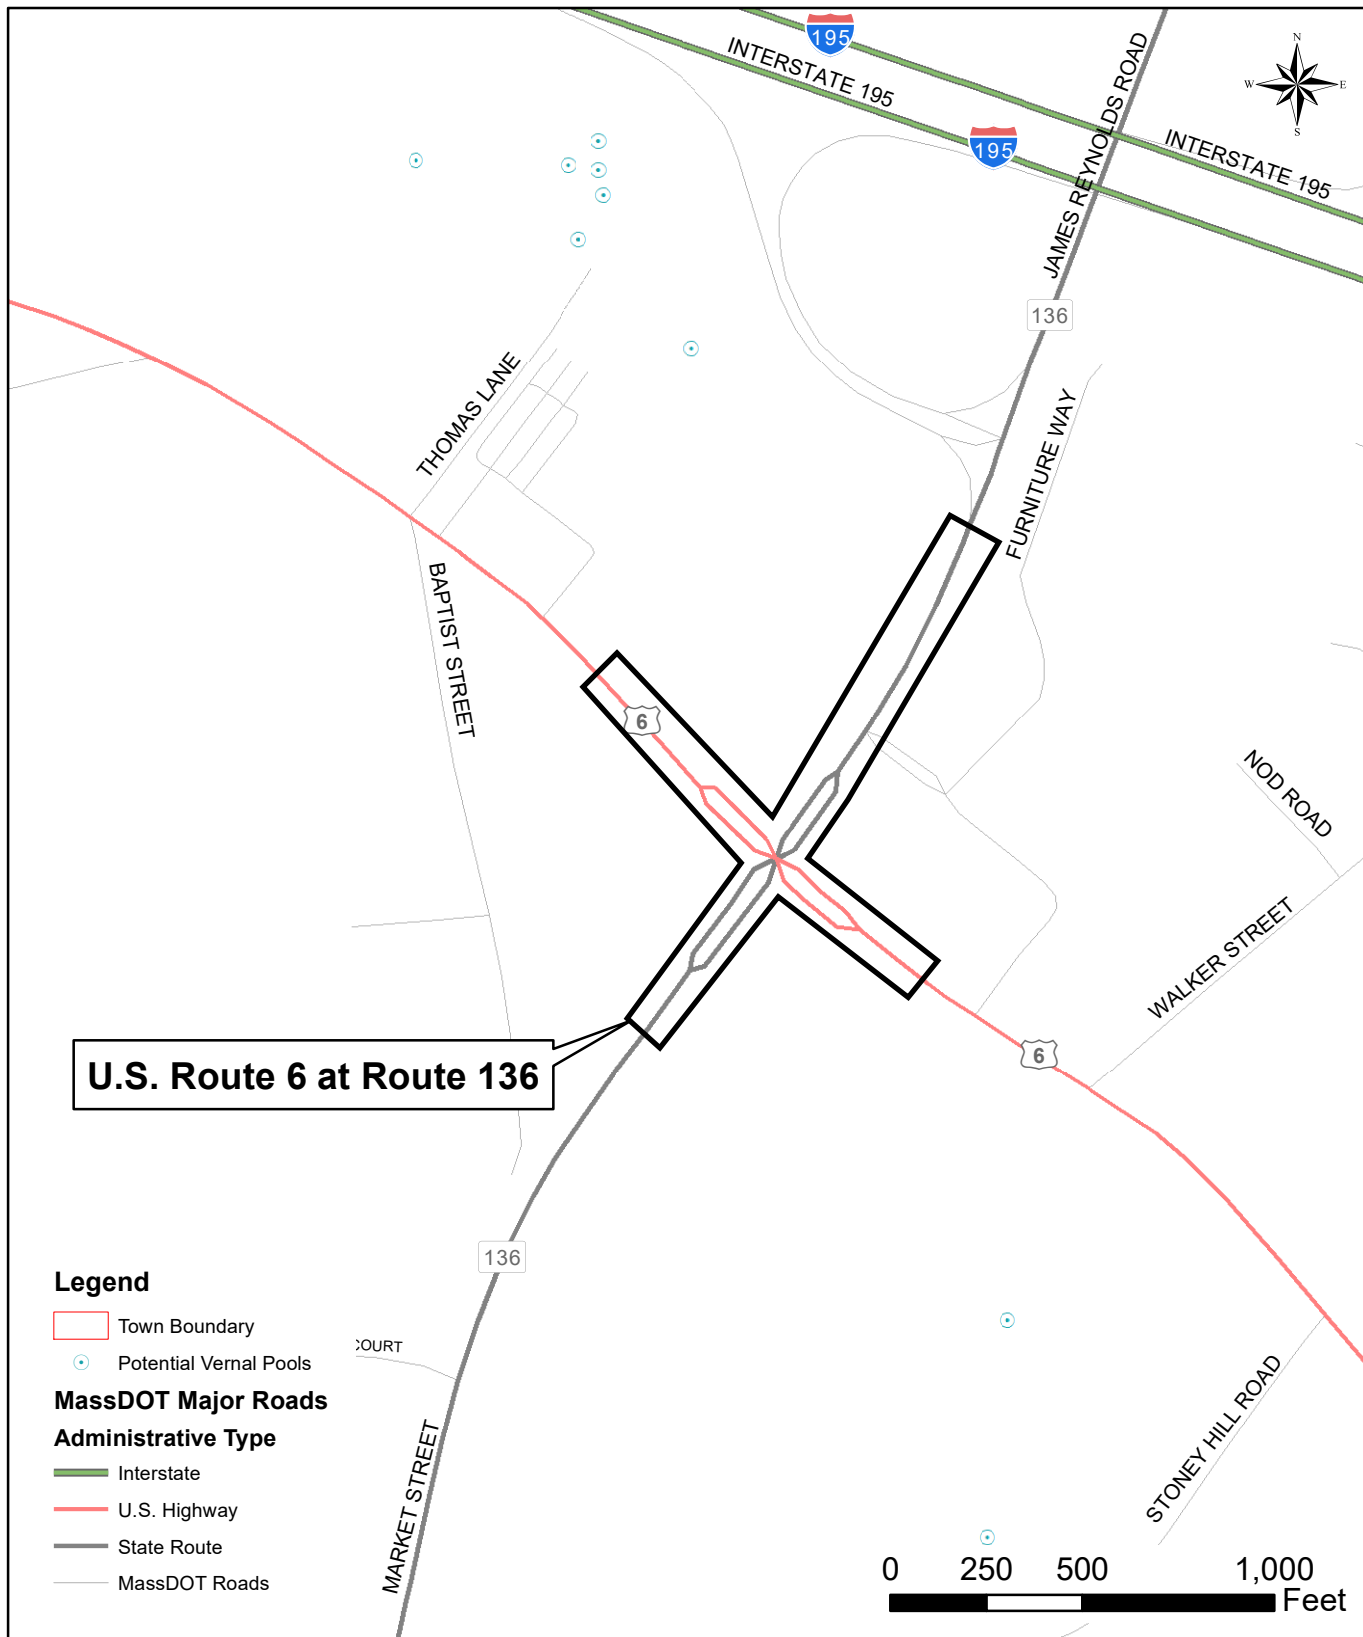 195
INTERSTATE 195
JAMES REYNOLDS ROAD
N
W
E
S
195
INTERSTATE 195
136
THOMAS LANE
FURNITURE WAY
BAPTIST STREET
6
NOD ROAD
WALKER STREET
6
U.S. Route 6 at Route 136
136
COURT
MARKET STREET
STONEY HILL ROAD
Legend
Town Boundary
Potential Vernal Pools
MassDOT Major Roads
Administrative Type
Interstate
U.S. Highway
State Route
MassDOT Roads
0 250 500 1,000
Feet